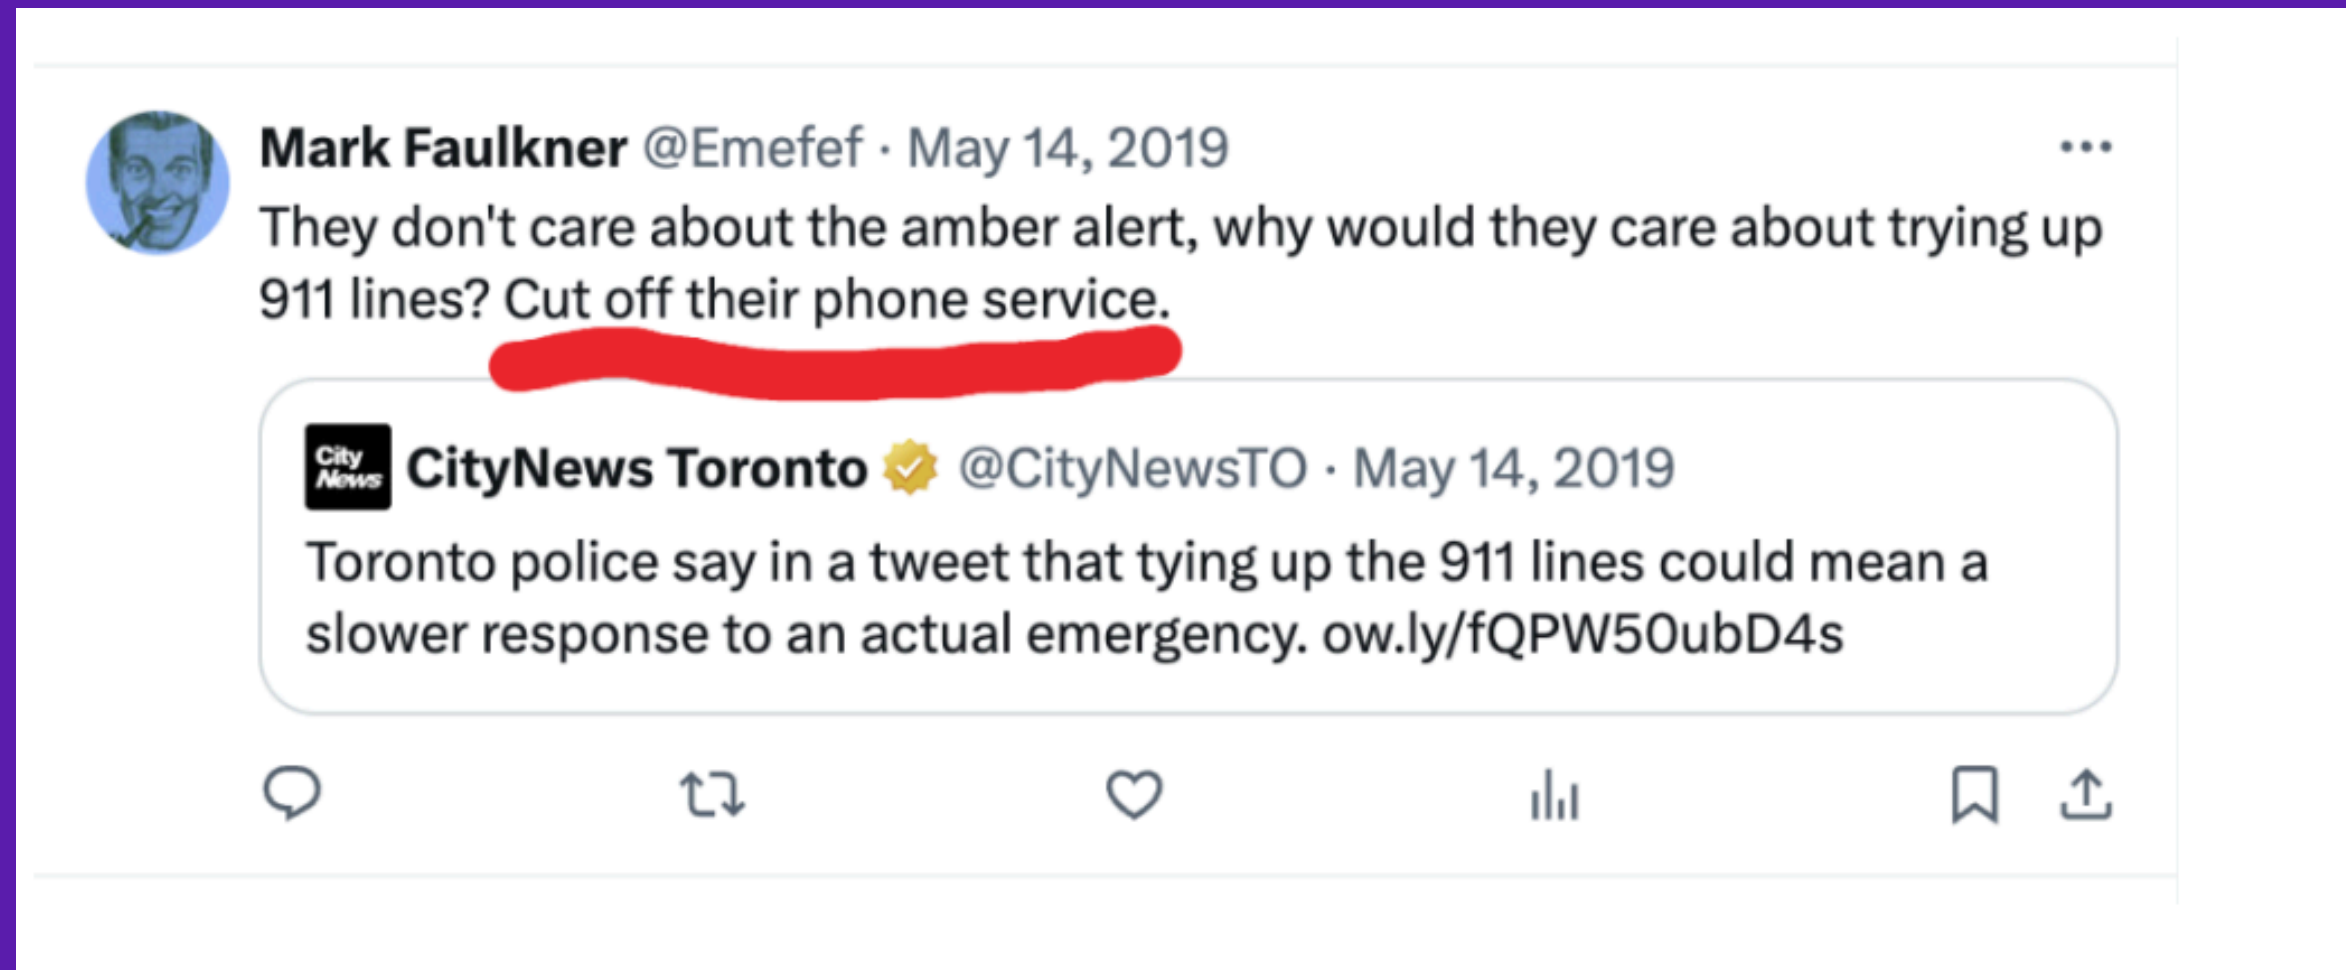 Mark Faulkner @Emefef · May 14, 2019
They don't care about the amber alert, why would they care about trying up
911 lines? Cut off their phone service.
City
News
CityNews Toronto @CityNewsTO · May 14, 2019
Toronto police say in a tweet that tying up the 911 lines could mean a
slower response to an actual emergency. ow.ly/fQPW50ubD4s